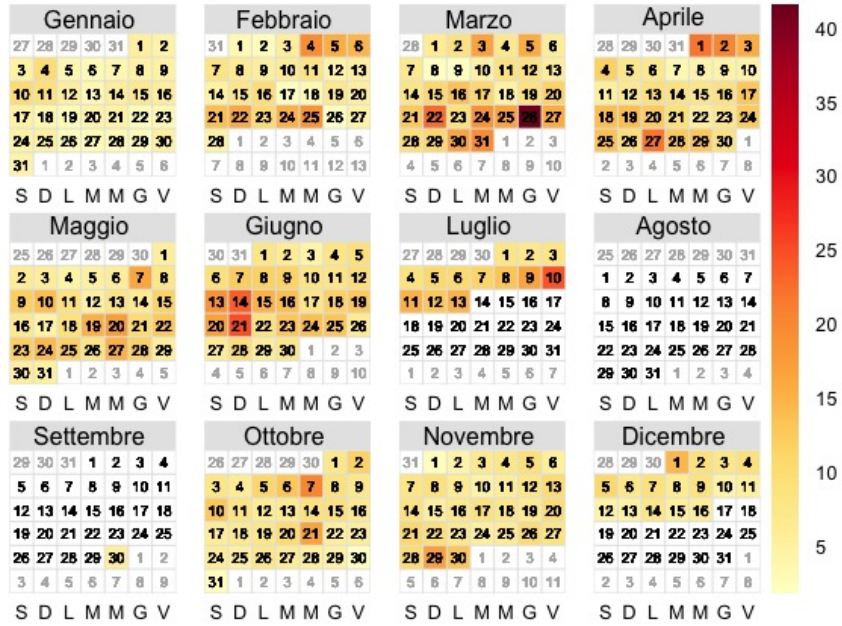 Gennaio
27 28 29 30 31 1 2
3 4 5 6 7 8 9
10 11 12 13 14 15 16
17 18 19 20 21 22 23
24 25 26 27 28 29 30
31 1 2 3 4 5 6
S D L M M G V
Febbraio
31 1 2 3 4 5 6
7 8 9 10 11 12 13
14 15 16 17 18 19 20
21 22 23 24 25 26 27
28 1 2 3 4 5 6
7 8 9 10 11 12 13
S D L M M G V
Marzo
28 1 2 3 4 5 6
7 8 9 10 11 12 13
14 15 16 17 18 19 20
21 22 23 24 25 26 27
28 29 30 31 1 2 3
4 5 6 7 8 9 10
S D L M M G V
Aprile
28 29 30 31 1 2 3
4 5 6 7 8 9 10
11 12 13 14 15 16 17
18 19 20 21 22 23 24
25 26 27 28 29 30 1
2 3 4 5 6 7 8
S D L M M G V
Maggio
25 26 27 28 29 30 1
2 3 4 5 6 7 8
9 10 11 12 13 14 15
16 17 18 19 20 21 22
23 24 25 26 27 28 29
30 31 1 2 3 4 5
S D L M M G V
Giugno
30 31 1 2 3 4 5
6 7 8 9 10 11 12
13 14 15 16 17 18 19
20 21 22 23 24 25 26
27 28 29 30 1 2 3
4 5 6 7 8 9 10
S D L M M G V
Luglio
27 28 29 30 1 2 3
4 5 6 7 8 9 10
11 12 13 14 15 16 17
18 19 20 21 22 23 24
25 26 27 28 29 30 31
1 2 3 4 5 6 7
S D L M M G V
Agosto
25 26 27 28 29 30 31
1 2 3 4 5 6 7
8 9 10 11 12 13 14
15 16 17 18 19 20 21
22 23 24 25 26 27 28
29 30 31 1 2 3 4
S D L M M G V
Settembre
29 30 31 1 2 3 4
5 6 7 8 9 10 11
12 13 14 15 16 17 18
19 20 21 22 23 24 25
26 27 28 29 30 1 2
3 4 5 6 7 8 9
S D L M M G V
Ottobre
26 27 28 29 30 1 2
3 4 5 6 7 8 9
10 11 12 13 14 15 16
17 18 19 20 21 22 23
24 25 26 27 28 29 30
31 1 2 3 4 5 6
S D L M M G V
Novembre
31 1 2 3 4 5 6
7 8 9 10 11 12 13
14 15 16 17 18 19 20
21 22 23 24 25 26 27
28 29 30 1 2 3 4
5 6 7 8 9 10 11
S D L M M G V
Dicembre
28 29 30 1 2 3 4
5 6 7 8 9 10 11
12 13 14 15 16 17 18
19 20 21 22 23 24 25
26 27 28 29 30 31 1
2 3 4 5 6 7 8
S D L M M G V
40
35
30
25
20
15
10
5